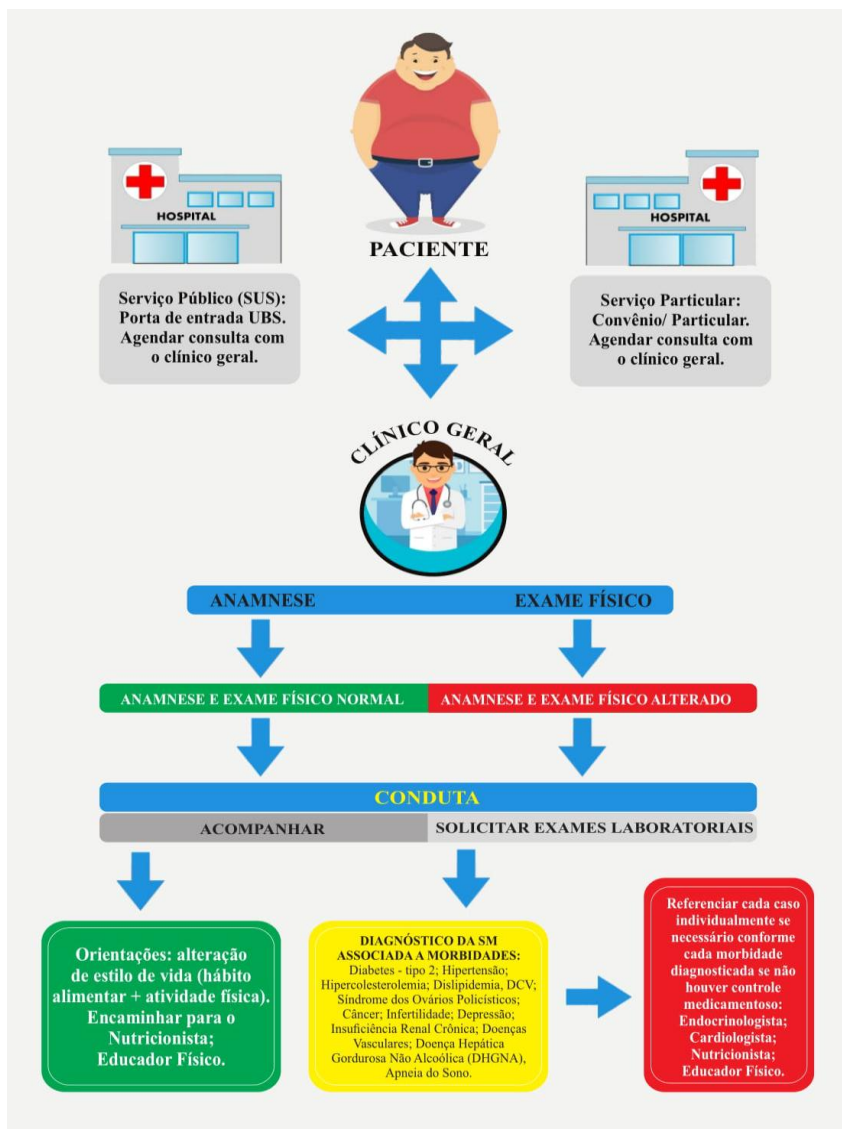 HOSPITAL
HOSPITAL
PACIENTE
Serviço Público (SUS):
Porta de entrada UBS.
Agendar consulta com
o clínico geral.
Serviço Particular:
Convênio/ Particular.
Agendar consulta com
o clínico geral.
CLÍNICO GERAL
ANAMNESE
EXAME FÍSICO
ANAMNESE E EXAME FÍSICO NORMAL
ANAMNESE E EXAME FÍSICO ALTERADO
CONDUTA
ACOMPANHAR
SOLICITAR EXAMES LABORATORIAIS
Orientações: alteração
de estilo de vida (hábito
alimentar + atividade física).
Encaminhar para o
Nutricionista;
Educador Físico.
DIAGNÓSTICO DA SM
ASSOCIADA A MORBIDADES:
Diabetes - tipo 2; Hipertensão;
Hipercolesterolemia; Dislipidemia, DCV;
Síndrome dos Ovários Policísticos;
Câncer; Infertilidade; Depressão;
Insuficiência Renal Crônica; Doenças
Vasculares; Doença Hepática
Gordurosa Não Alcoólica (DHGNA),
Apneia do Sono.
Referenciar cada caso
individualmente se
necessário conforme
cada morbidade
diagnosticada se não
houver controle
medicamentoso:
Endocrinologista;
Cardiologista;
Nutricionista;
Educador Físico.